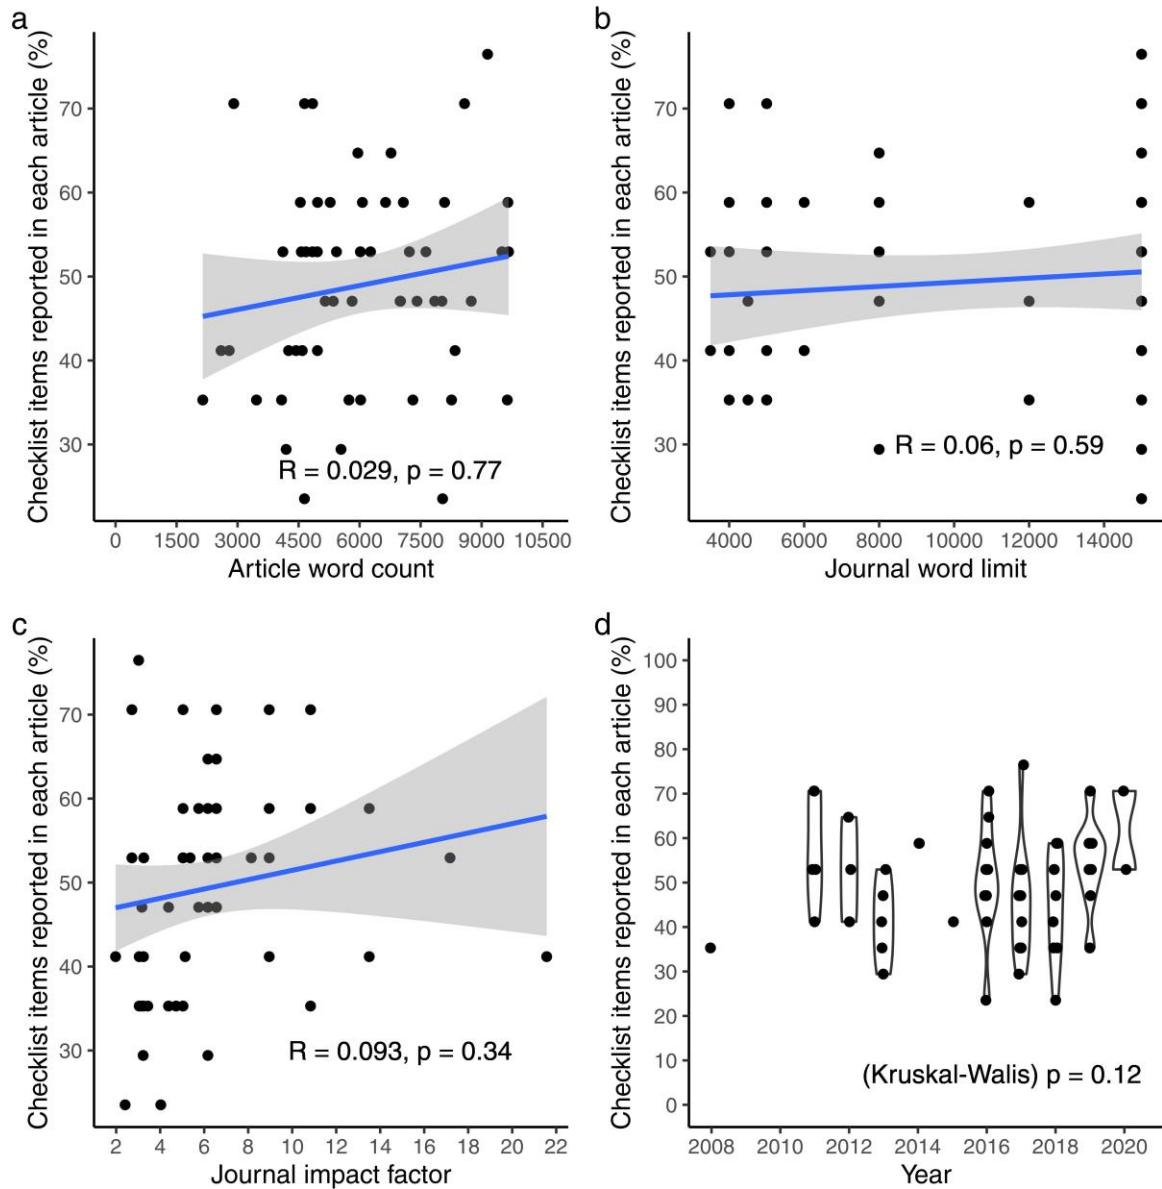 a
Checklist items reported in each article (%)
70
60
50
40
30
R = 0.029, p = 0.77
0 1500 3000 4500 6000 7500 9000 10500
Article word count
b
Checklist items reported in each article (%)
70
60
50
40
30
R = 0.06, p = 0.59
4000 6000 8000 10000 12000 14000
Journal word limit
c
Checklist items reported in each article (%)
70
60
50
40
30
R = 0.093, p = 0.34
2 4 6 8 10 12 14 16 18 20 22
Journal impact factor
d
Checklist items reported in each article (%)
100
90
80
70
60
50
40
30
20
10
0
(Kruskal-Walis) p = 0.12
2008 2010 2012 2014 2016 2018 2020
Year